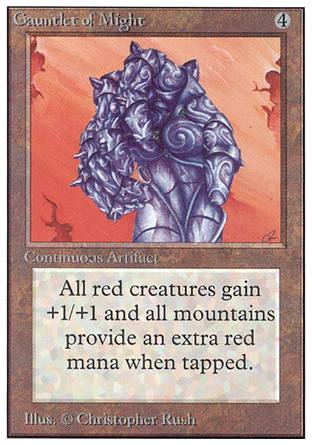 Gauntlet of Might 4
Continuous Artifact
All red creatures gain
+1/+1 and all mountains
provide an extra red
mana when tapped.
Illus. © Christopher Rush